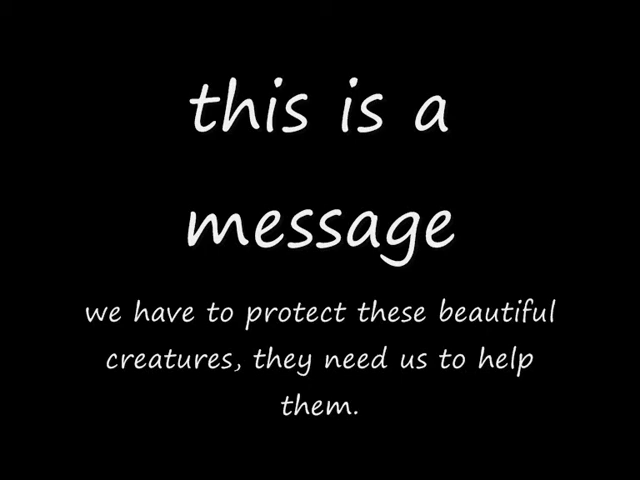 this is a
message
we have to protect these beautiful
creatures, they need us to help
them.